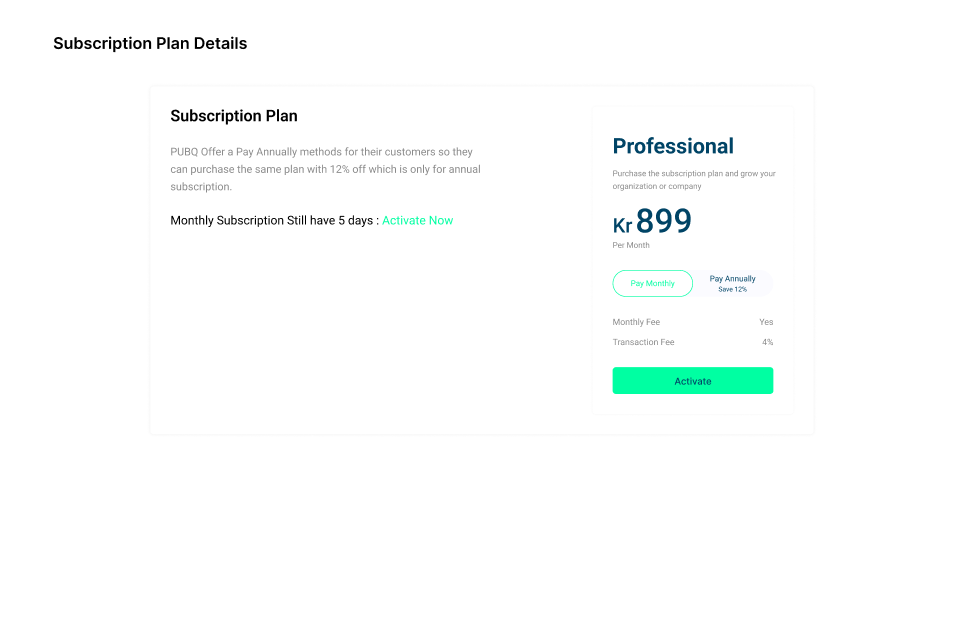 Subscription Plan Details
Subscription Plan
PUBQ Offer a Pay Annually methods for their customers so they
can purchase the same plan with 12% off which is only for annual
subscription.
Monthly Subscription Still have 5 days : Activate Now
Professional
Purchase the subscription plan and grow your
organization or company
Kr 899
Per Month
Pay Monthly
Pay Annually
Save 12%
Monthly Fee Yes
Transaction Fee 4%
Activate